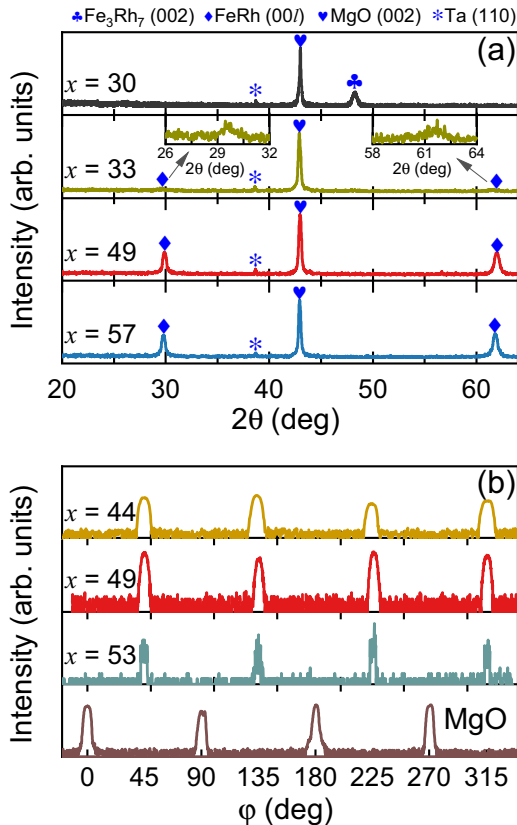 ♣Fe₃Rh₇ (002) ♦FeRh (00l) ♥MgO (002) *Ta (110)
(a)
x = 30
26 29 32
2θ (deg)
58 61 64
2θ (deg)
x = 33
x = 49
x = 57
Intensity (arb. units)
20 30 40 50 60
2θ (deg)
(b)
x = 44
x = 49
x = 53
MgO
Intensity (arb. units)
0 45 90 135 180 225 270 315
φ (deg)